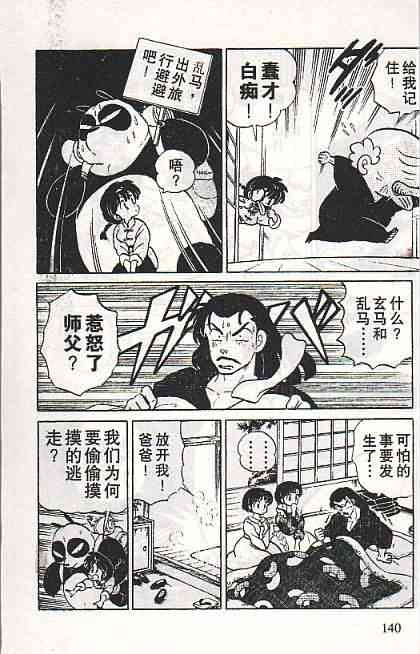 给我记
住！
蠢才！
白痴！
乱马，
出外旅
行避避
吧！
唔？
什么？
玄马和
乱马……
惹怒了
师父？
可怕的
事要发
生了…
……
……
放开我！
爸爸！
我们为何
要偷偷摸
摸的逃
走？
140